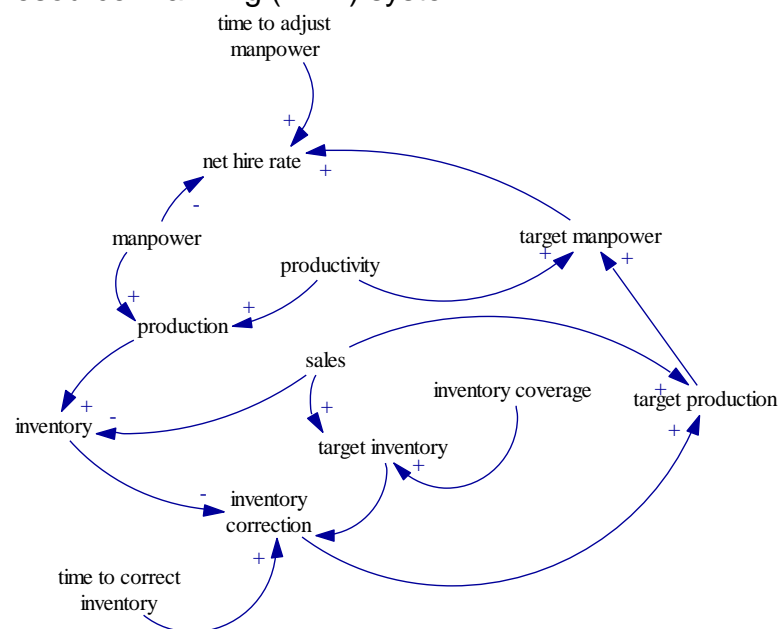 time to adjust
manpower
+
net hire rate
+
-
manpower
target manpower
+
+
productivity
+
+
production
sales
inventory coverage
target production
+
+
-
+
inventory
target inventory
+
+
-
inventory
correction
+
time to correct
inventory